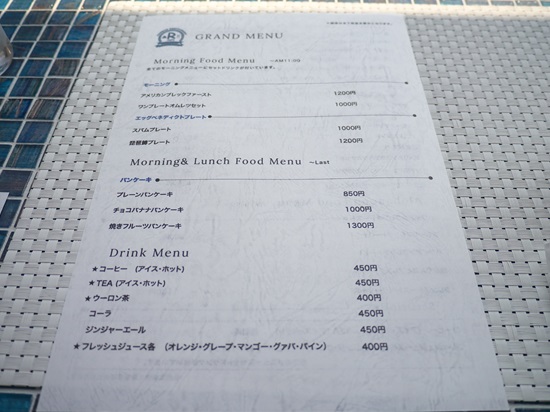 R
GRAND MENU
Morning Food Menu ～AM11:00
モーニング
アメリカンブレックファースト 1200円
ワンプレートオムレツセット 1000円
エッグベネディクトプレート
スパムプレート 1000円
琵琶鱒プレート 1200円
Morning& Lunch Food Menu ～Last
パンケーキ
プレーンパンケーキ 850円
チョコバナナパンケーキ 1000円
焼きフルーツパンケーキ 1300円
Drink Menu
★コーヒー （アイス・ホット） 450円
★TEA (アイス・ホット） 450円
★ウーロン茶 400円
コーラ 450円
ジンジャーエール 450円
★フレッシュジュース各 （オレンジ・グレープ・マンゴー・グァバ・パイン） 400円